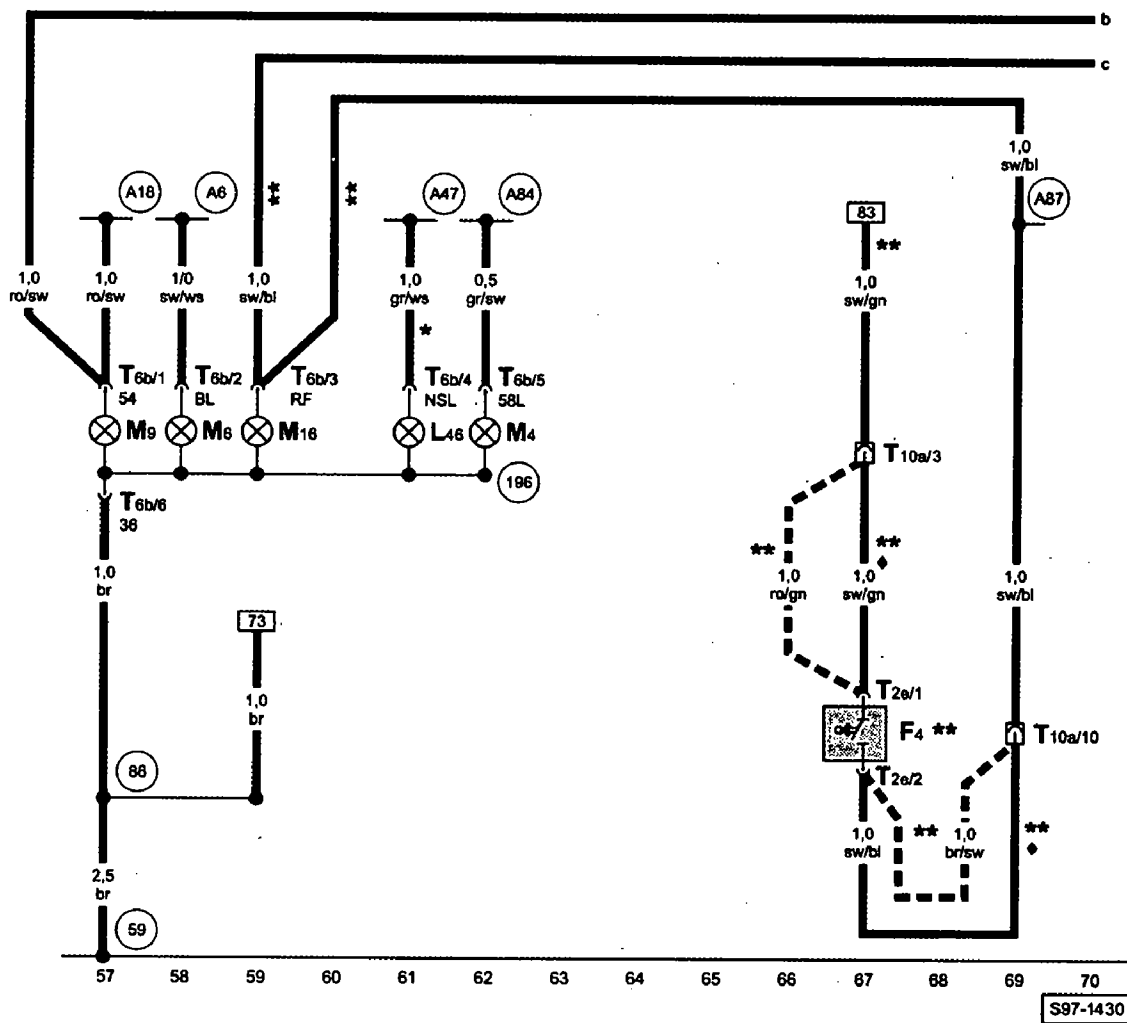 b
c
1,0
sw/bl
A18
A6
**
**
A47
A84
A87
83
**
1,0
ro/sw
1,0
ro/sw
1/0
sw/ws
1,0
sw/bl
1,0
gr/ws
*
0,5
gr/sw
1,0
sw/gn
T6b/1
54
T6b/2
BL
T6b/3
RF
T6b/4
NSL
T6b/5
58L
M9
M6
M16
L46
M4
T10a/3
196
T6b/6
36
1,0
br
**
1,0
ro/gn
**
♦
1,0
sw/gn
1,0
sw/bl
73
1,0
br
T2e/1
F4 **
T10a/10
T2e/2
88
1,0
sw/bl
**
1,0
br/sw
**
♦
2,5
br
59
57 58 59 60 61 62 63 64 65 66 67 68 69 70
S97-1430